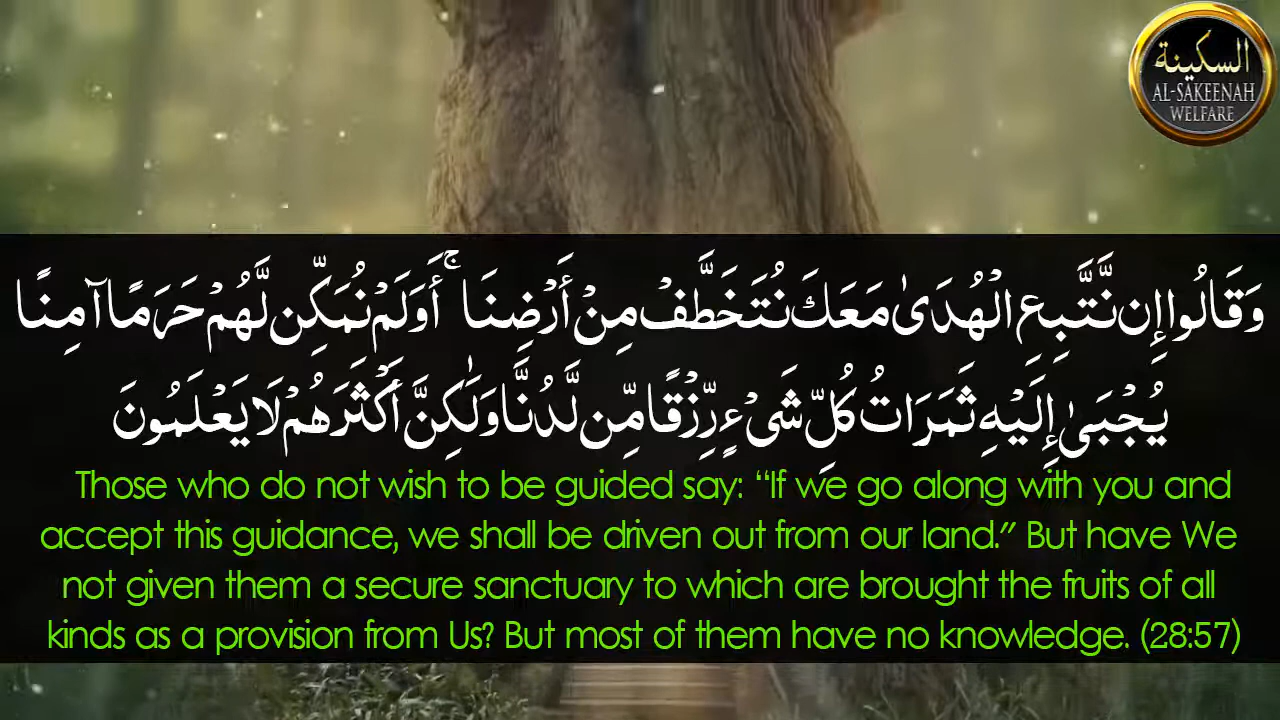 السكينة
AL-SAKEENAH
WELFARE
وَقَالُوا إِن نَّتَّبِعِ الْهُدَىٰ مَعَكَ نُتَخَطَّفْ مِنْ أَرْضِنَا ۚ أَوَلَمْ نُمَكِّن لَّهُمْ حَرَمًا آمِنًا
يُجْبَىٰ إِلَيْهِ ثَمَرَاتُ كُلِّ شَيْءٍ رِّزْقًا مِّن لَّدُنَّا وَلَٰكِنَّ أَكْثَرَهُمْ لَا يَعْلَمُونَ
Those who do not wish to be guided say: “If we go along with you and
accept this guidance, we shall be driven out from our land.” But have We
not given them a secure sanctuary to which are brought the fruits of all
kinds as a provision from Us? But most of them have no knowledge. (28:57)